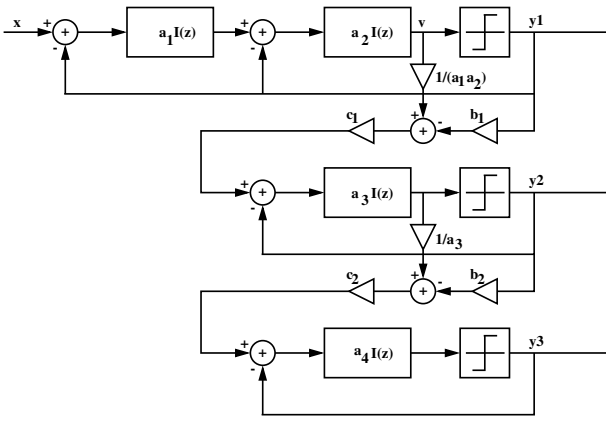 x + - + a1I(z) + - + a2I(z) v y1
1/(a1a2)
c1 + + - b1
+ - + a3I(z) y2
1/a3
c2 + + - b2
+ - + a4I(z) y3